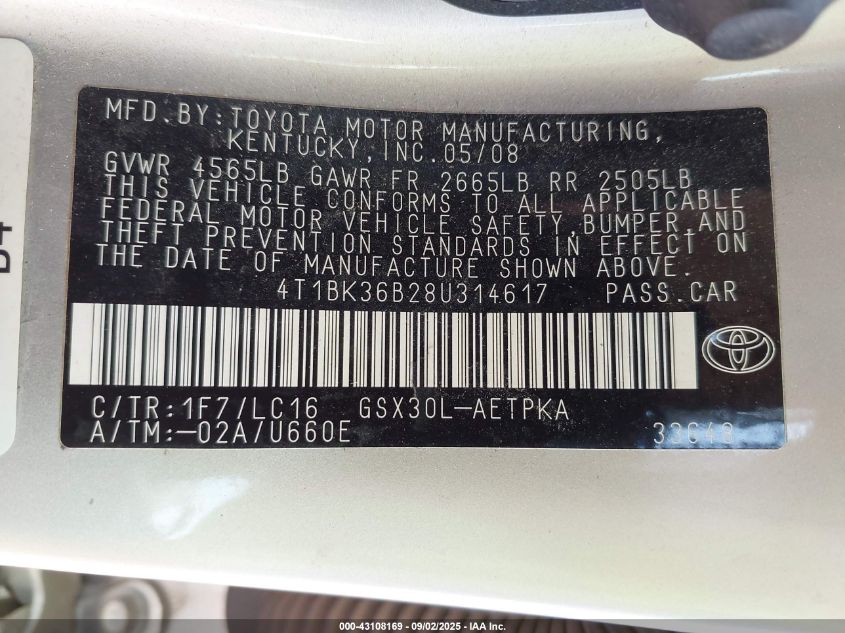 MFD.BY:TOYOTA MOTOR MANUFACTURING,
KENTUCKY,INC.05/08
GVWR 4565LB GAWR FR 2665LB RR 2505LB
THIS VEHICLE CONFORMS TO ALL APPLICABLE
FEDERAL MOTOR VEHICLE SAFETY,BUMPER,AND
THEFT PREVENTION STANDARDS IN EFFECT ON
THE DATE OF MANUFACTURE SHOWN ABOVE.
4T1BK36B28U314617 PASS.CAR
C/TR:1F7/LC16 GSX30L-AETPKA
A/TM:-02A/U660E 33C48
000-43108169 - 09/02/2025 - IAA Inc.